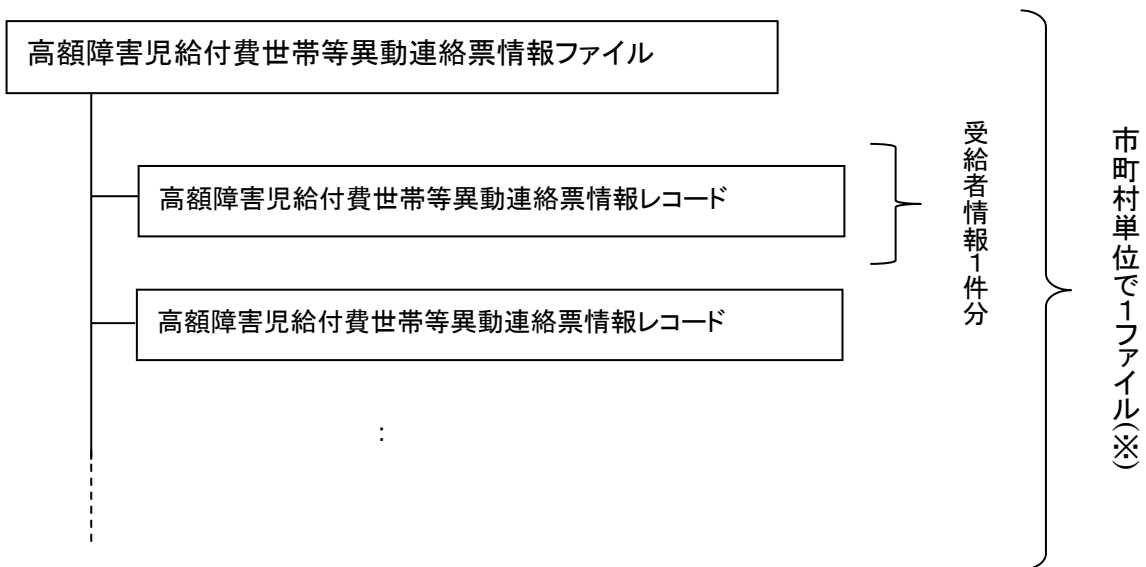 高額障害児給付費世帯等異動連絡票情報ファイル
高額障害児給付費世帯等異動連絡票情報レコード
受給者情報1件分
高額障害児給付費世帯等異動連絡票情報レコード
:
市町村単位で1ファイル(※)